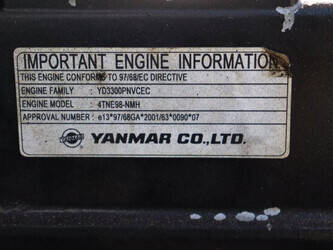 IMPORTANT ENGINE INFORMATION
THIS ENGINE CONFORMS TO 97/68/EC DIRECTIVE
ENGINE FAMILY : YD3300PNVCEC
ENGINE MODEL : 4TNE98-NMH
APPROVAL NUMBER : e13*97/68GA*2001/63*0090*07
YANMAR CO.,LTD.